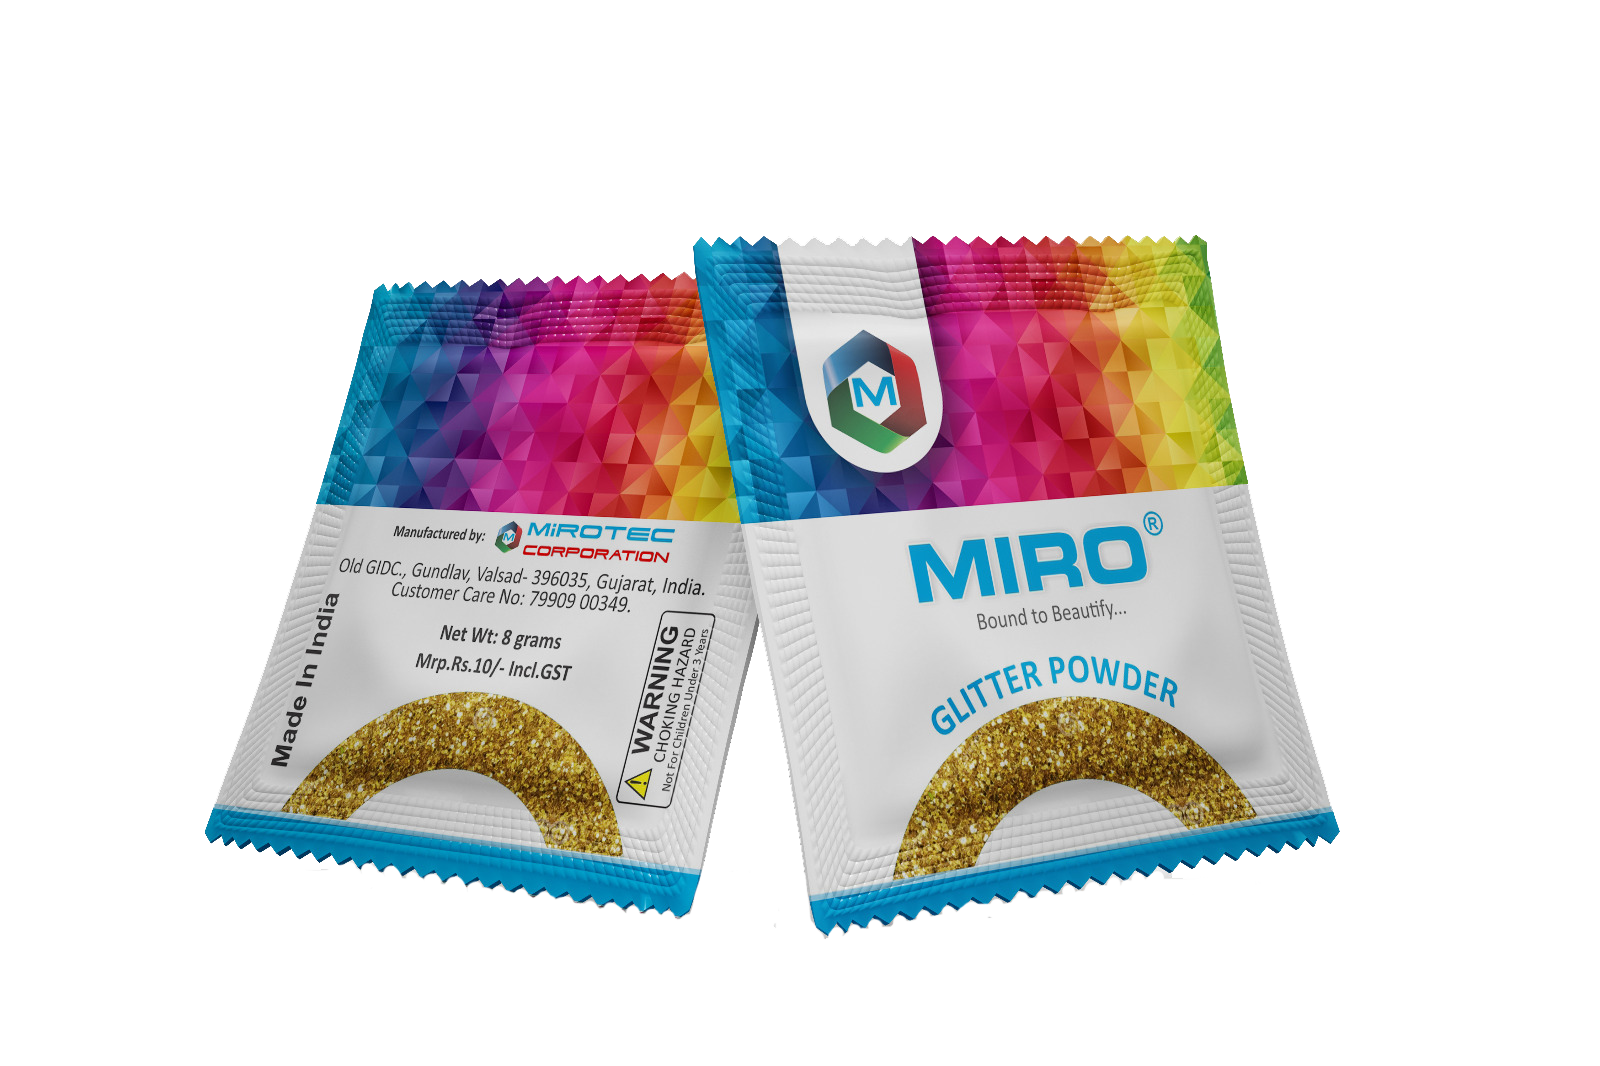 Manufactured by:
M
MiROTEC
CORPORATION
Old GIDC., Gundlav, Valsad- 396035, Gujarat, India.
Customer Care No: 79909 00349.
Net Wt: 8 grams
Mrp.Rs.10/- Incl.GST
Made In India
WARNING
CHOKING HAZARD
Not For Children Under 3 Years
M
MIRO®
Bound to Beautify...
GLITTER POWDER